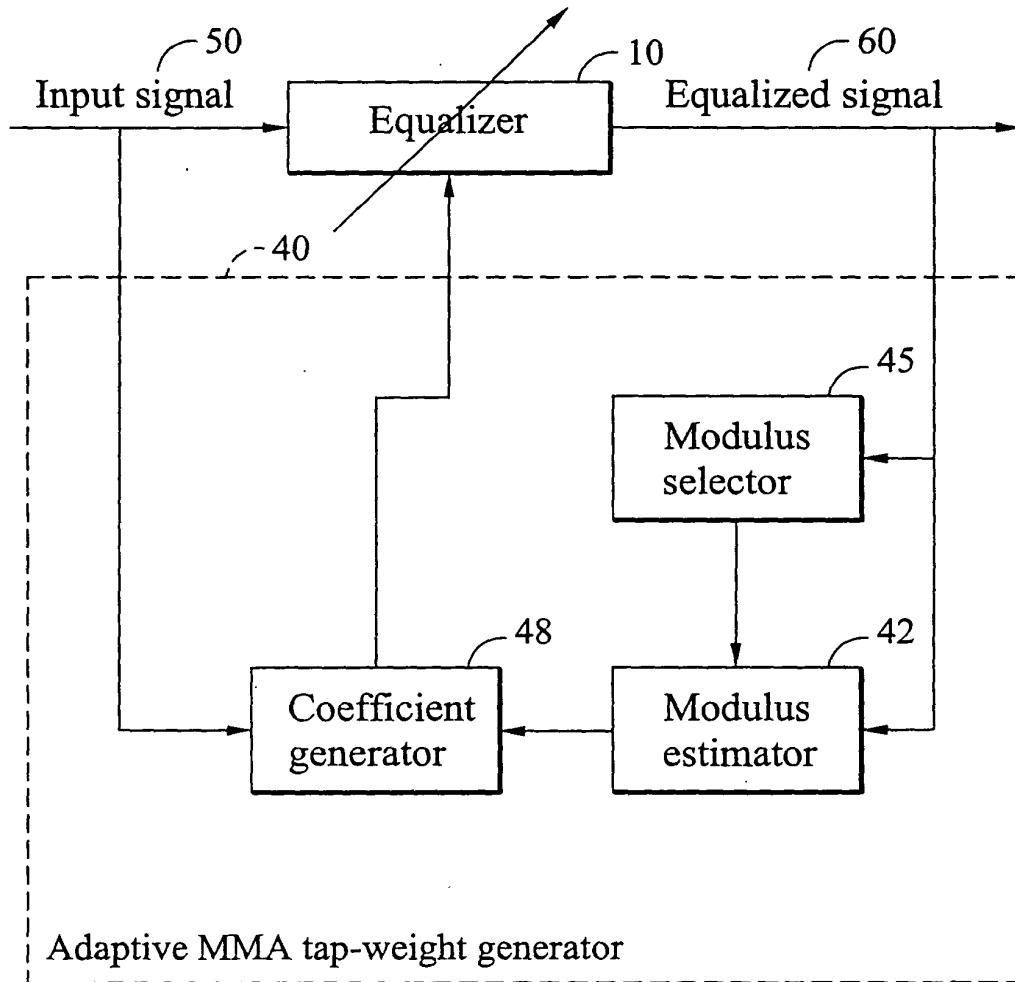 50
10
60
Input signal
Equalizer
Equalized signal
40
45
Modulus
selector
48
42
Coefficient
generator
Modulus
estimator
Adaptive MMA tap-weight generator